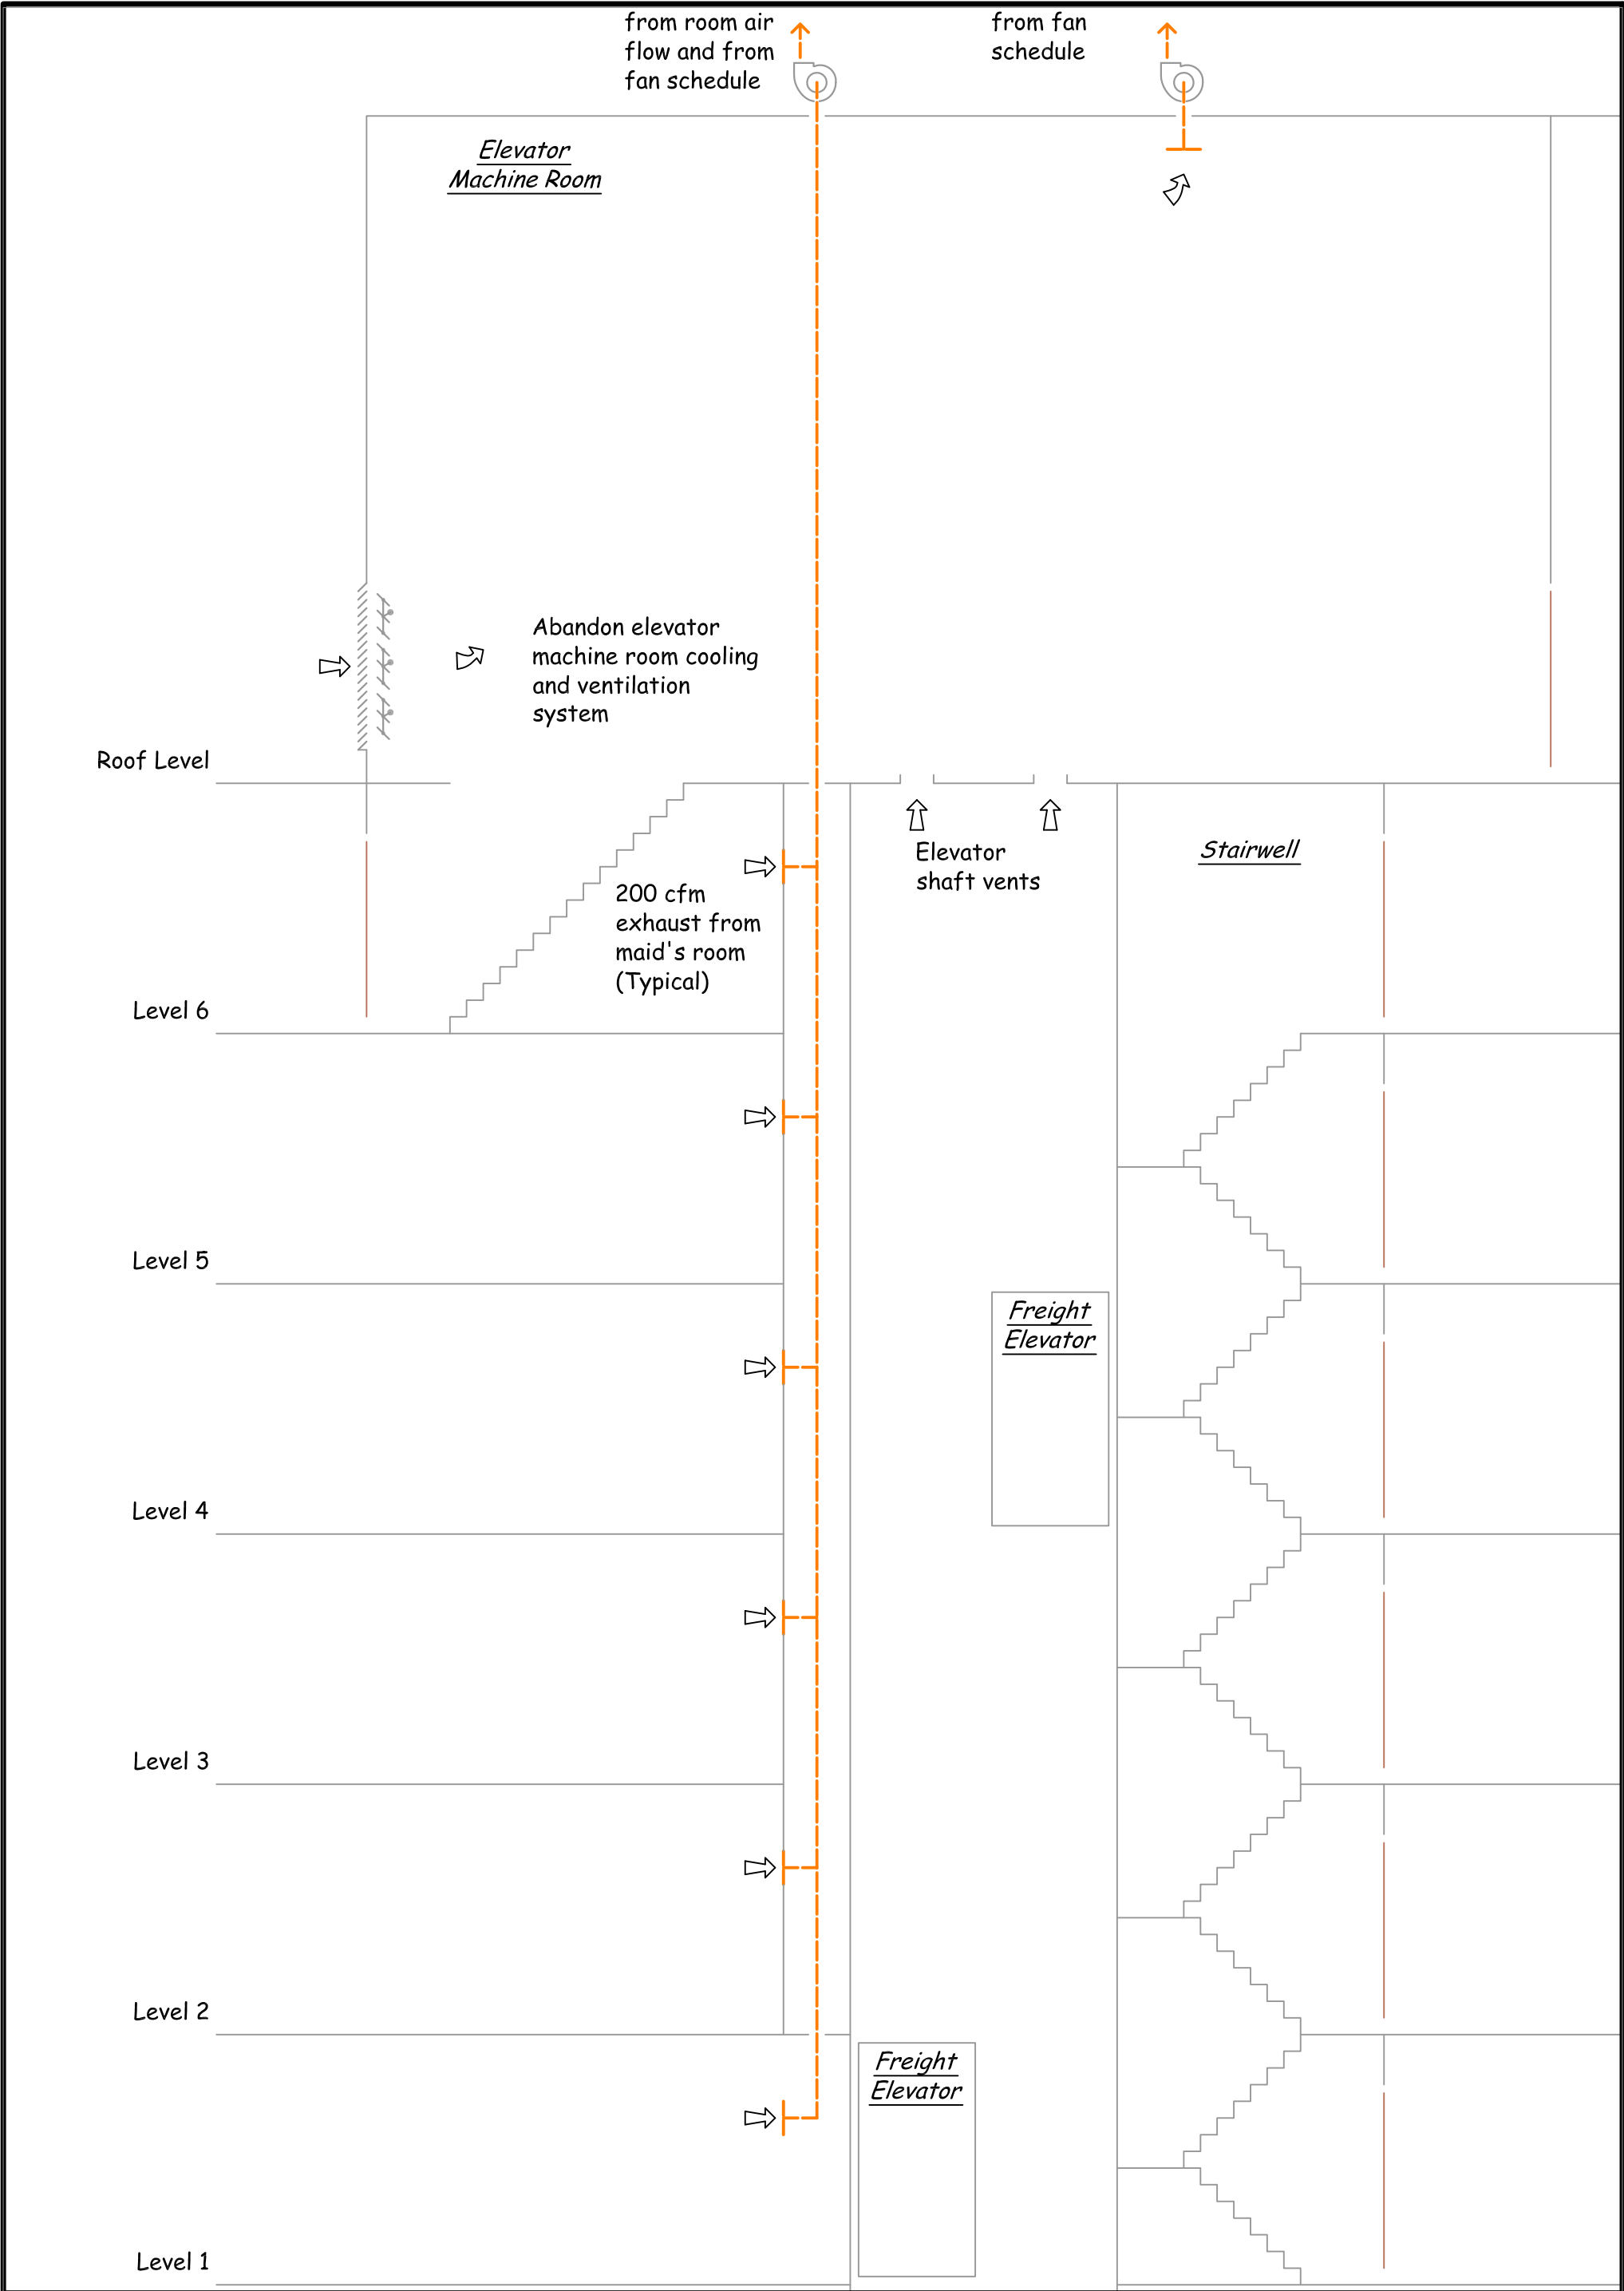 from room air
flow and from
fan schedule
from fan
schedule
Elevator
Machine Room
Abandon elevator
machine room cooling
and ventilation
system
Roof Level
Elevator
shaft vents
Stairwell
200 cfm
exhaust from
maid's room
(Typical)
Level 6
Level 5
Freight
Elevator
Level 4
Level 3
Level 2
Freight
Elevator
Level 1